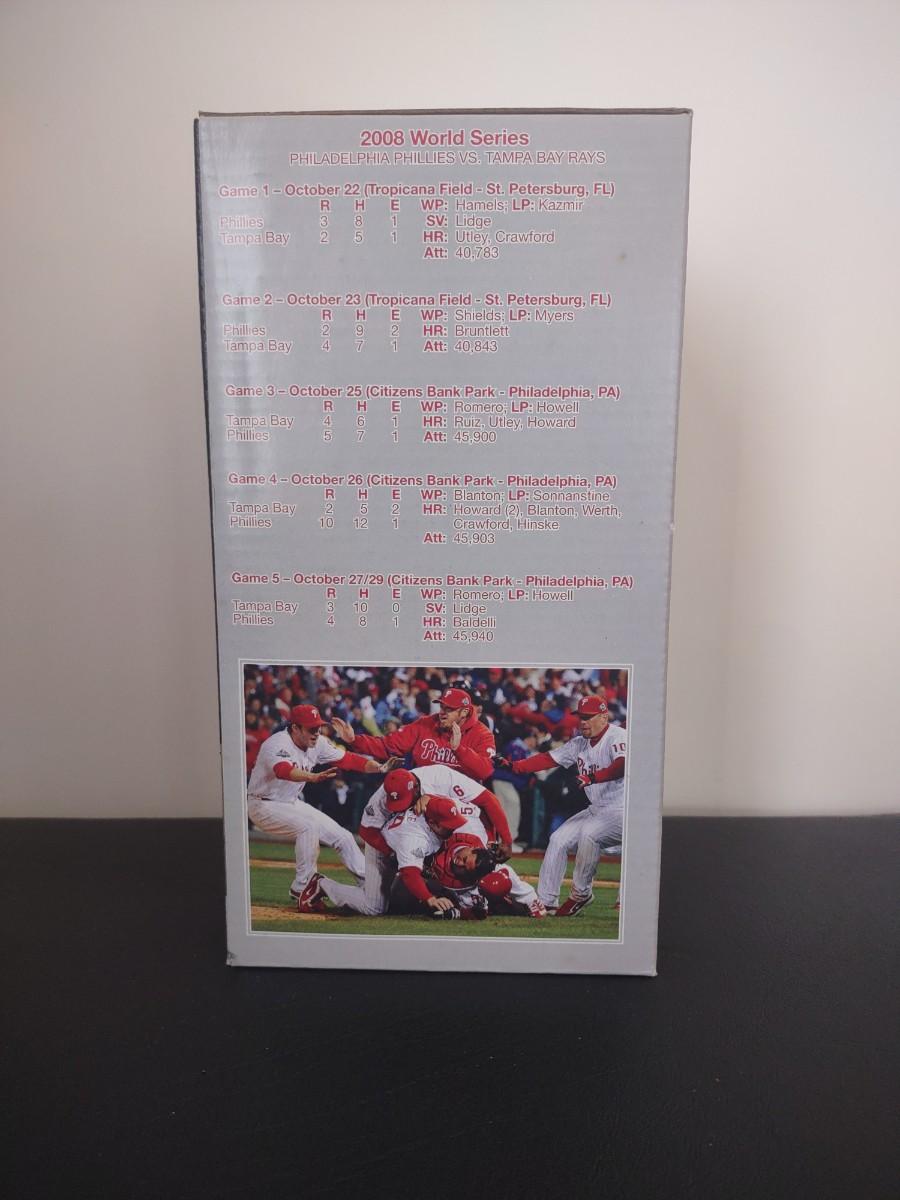 2008 World Series
PHILADELPHIA PHILLIES VS. TAMPA BAY RAYS
Game 1 – October 22 (Tropicana Field - St. Petersburg, FL)
R H E WP: Hamels; LP: Kazmir
Phillies 3 8 1 SV: Lidge
Tampa Bay 2 5 1 HR: Utley, Crawford
Att: 40,783
Game 2 – October 23 (Tropicana Field - St. Petersburg, FL)
R H E WP: Shields; LP: Myers
Phillies 2 9 2 HR: Bruntlett
Tampa Bay 4 7 1 Att: 40,843
Game 3 – October 25 (Citizens Bank Park - Philadelphia, PA)
R H E WP: Romero; LP: Howell
Tampa Bay 4 6 1 HR: Ruiz, Utley, Howard
Phillies 5 7 1 Att: 45,900
Game 4 – October 26 (Citizens Bank Park - Philadelphia, PA)
R H E WP: Blanton; LP: Sonnanstine
Tampa Bay 2 5 2 HR: Howard (2), Blanton, Werth,
Phillies 10 12 1 Crawford, Hinske
Att: 45,903
Game 5 – October 27/29 (Citizens Bank Park - Philadelphia, PA)
R H E WP: Romero; LP: Howell
Tampa Bay 3 10 0 SV: Lidge
Phillies 4 8 1 HR: Baldelli
Att: 45,940
10
6
5